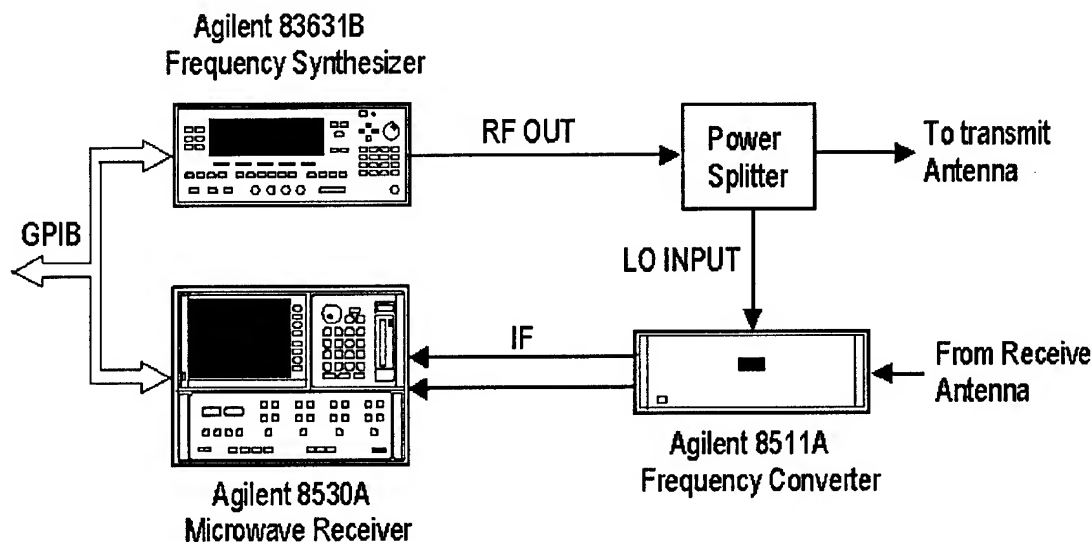 Agilent 83631B
Frequency Synthesizer
RF OUT
Power
Splitter
To transmit
Antenna
GPIB
LO INPUT
IF
From Receive
Antenna
Agilent 8511A
Frequency Converter
Agilent 8530A
Microwave Receiver